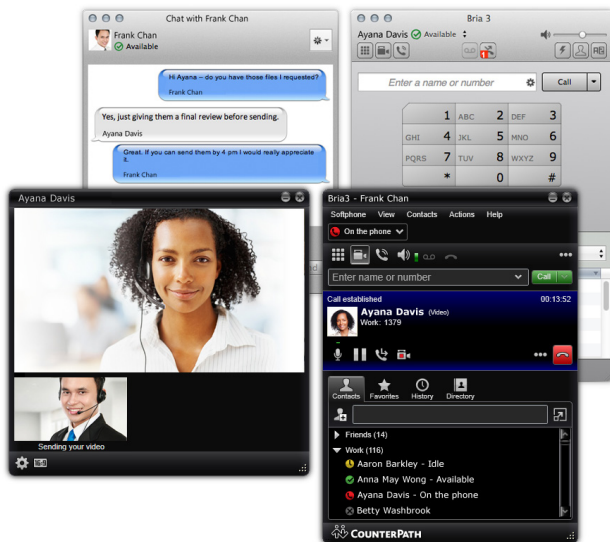 Chat with Frank Chan
Frank Chan
Available
Hi Ayana – do you have those files I requested?
Frank Chan
Yes, just giving them a final review before sending.
Ayana Davis
Great. If you can send them by 4 pm I would really appreciate
it.
Frank Chan
Bria 3
Ayana Davis Available
1
Enter a name or number
Call
1 ABC 2 DEF 3
GHI 4 JKL 5 MNO 6
PQRS 7 TUV 8 WXYZ 9
* 0 #
Ayana Davis
Sending your video
Bria3 - Frank Chan
Softphone View Contacts Actions Help
On the phone
Enter name or number
Call
Call established 00:13:52
Ayana Davis (Video)
Work: 1379
Contacts Favorites History Directory
Friends (14)
Work (116)
Aaron Barkley - Idle
Anna May Wong - Available
Ayana Davis - On the phone
Betty Washbrook
COUNTERPATH